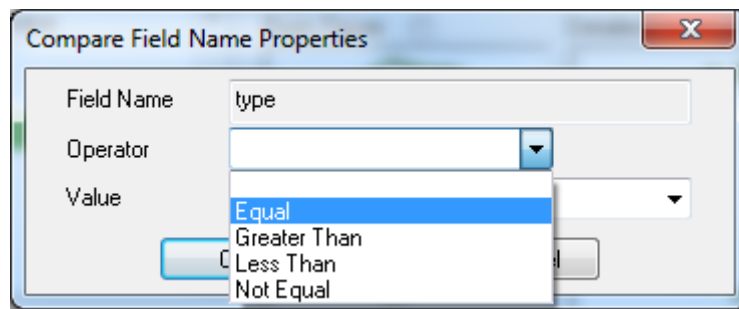 Compare Field Name Properties
Field Name type
Operator
Value
Equal
Greater Than
Less Than
Not Equal